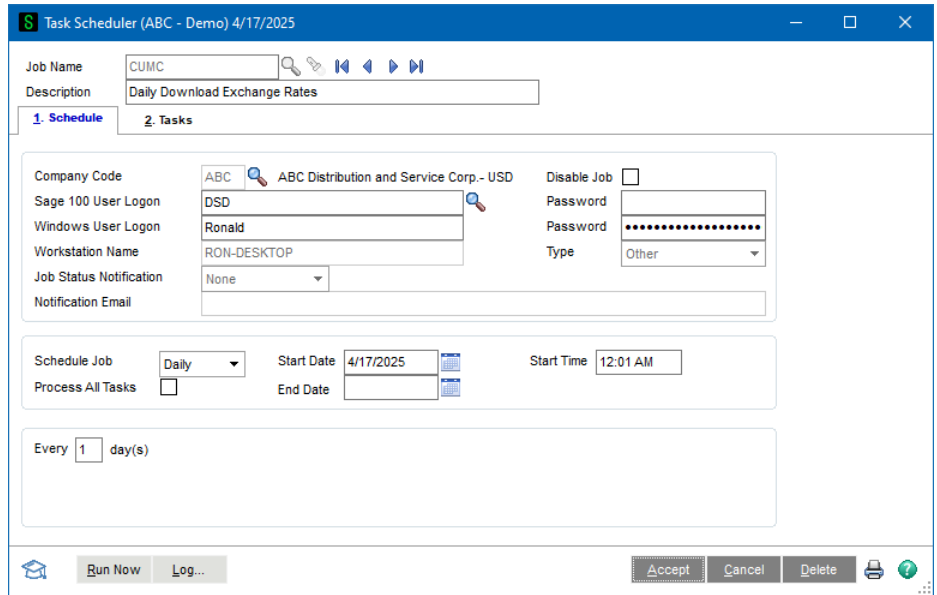 S Task Scheduler (ABC - Demo) 4/17/2025
Job Name CUMC
Description Daily Download Exchange Rates
1. Schedule 2. Tasks
Company Code ABC ABC Distribution and Service Corp.- USD Disable Job
Sage 100 User Logon DSD Password
Windows User Logon Ronald Password •••••••••••••••••••
Workstation Name RON-DESKTOP Type Other
Job Status Notification None
Notification Email
Schedule Job Daily Start Date 4/17/2025 Start Time 12:01 AM
Process All Tasks End Date
Every 1 day(s)
Run Now Log... Accept Cancel Delete ?